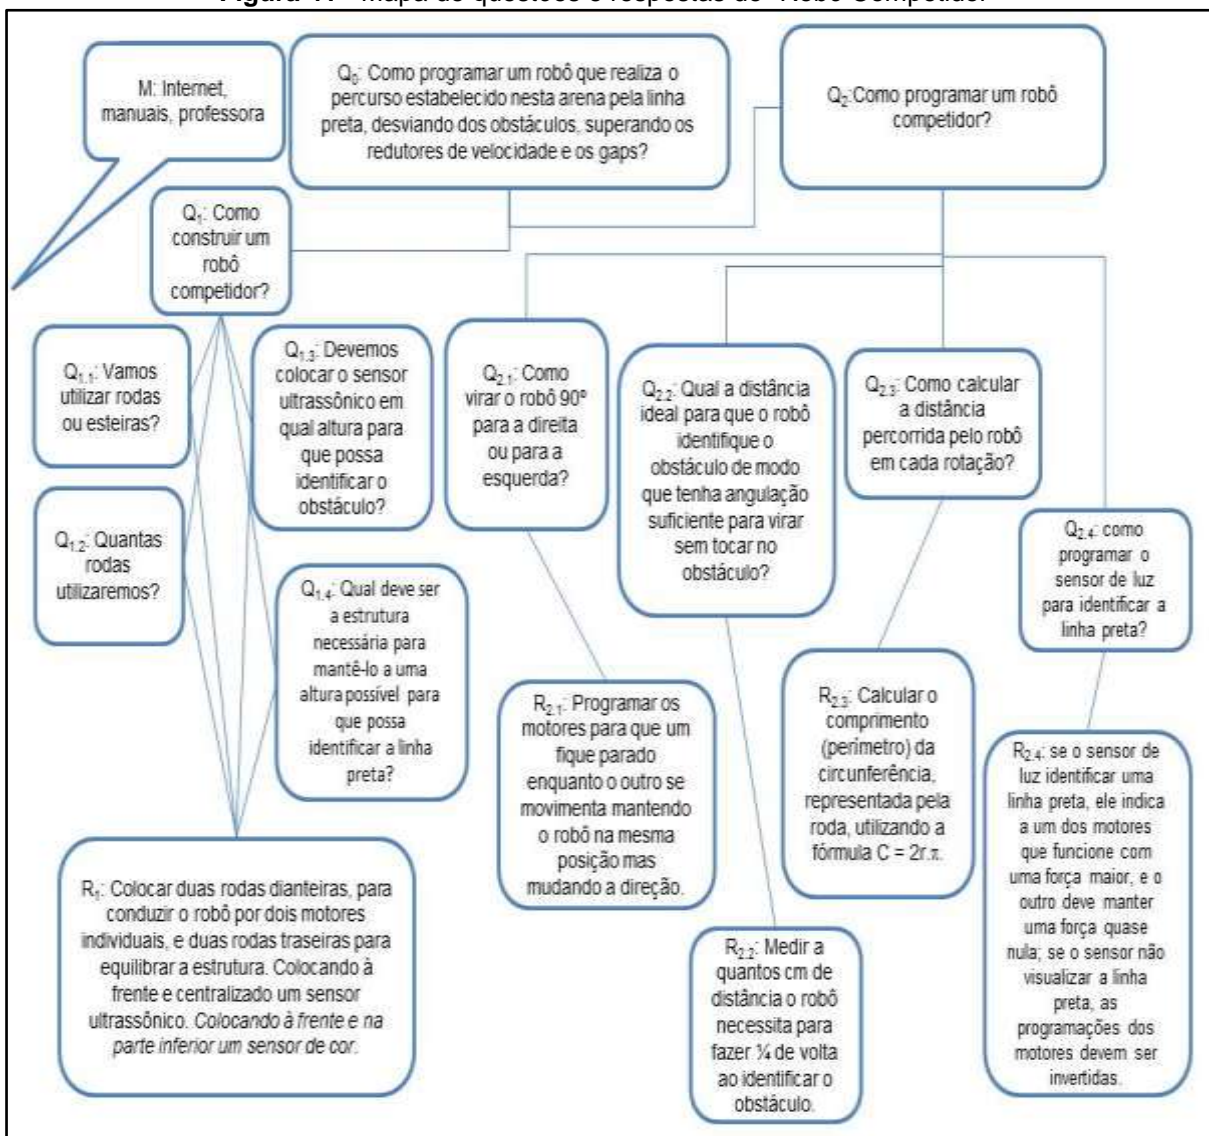 M: Internet,
manuais, professora
Q0: Como programar um robô que realiza o
percurso estabelecido nesta arena pela linha
preta, desviando dos obstáculos, superando os
redutores de velocidade e os gaps?
Q2:Como programar um robô
competidor?
Q1: Como
construir um
robô
competidor?
Q1.1: Vamos
utilizar rodas
ou esteiras?
Q1.3: Devemos
colocar o sensor
ultrassônico em
qual altura para
que possa
identificar o
obstáculo?
Q2.1: Como
virar o robô 90º
para a direita
ou para a
esquerda?
Q2.2: Qual a distância
ideal para que o robô
identifique o
obstáculo de modo
que tenha angulação
suficiente para virar
sem tocar no
obstáculo?
Q2.3: Como calcular
a distância
percorrida pelo robô
em cada rotação?
Q1.2: Quantas
rodas
utilizaremos?
Q2.4: como
programar o
sensor de luz
para identificar a
linha preta?
Q1.4: Qual deve ser
a estrutura
necessária para
mantê-lo a uma
altura possível para
que possa
identificar a linha
preta?
R2.1: Programar os
motores para que um
fique parado
enquanto o outro se
movimenta mantendo
o robô na mesma
posição mas
mudando a direção.
R2.3: Calcular o
comprimento
(perímetro) da
circunferência,
representada pela
roda, utilizando a
fórmula C = 2r.π.
R2.4: se o sensor de
luz identificar uma
linha preta, ele indica
a um dos motores
que funcione com
uma força maior, e o
outro deve manter
uma força quase
nula; se o sensor não
visualizar a linha
preta, as
programações dos
motores devem ser
invertidas.
R1: Colocar duas rodas dianteiras, para
conduzir o robô por dois motores
individuais, e duas rodas traseiras para
equilibrar a estrutura. Colocando à
frente e centralizado um sensor
ultrassônico. Colocando à frente e na
parte inferior um sensor de cor.
R2.2: Medir a
quantos cm de
distância o robô
necessita para
fazer ¼ de volta
ao identificar o
obstáculo.